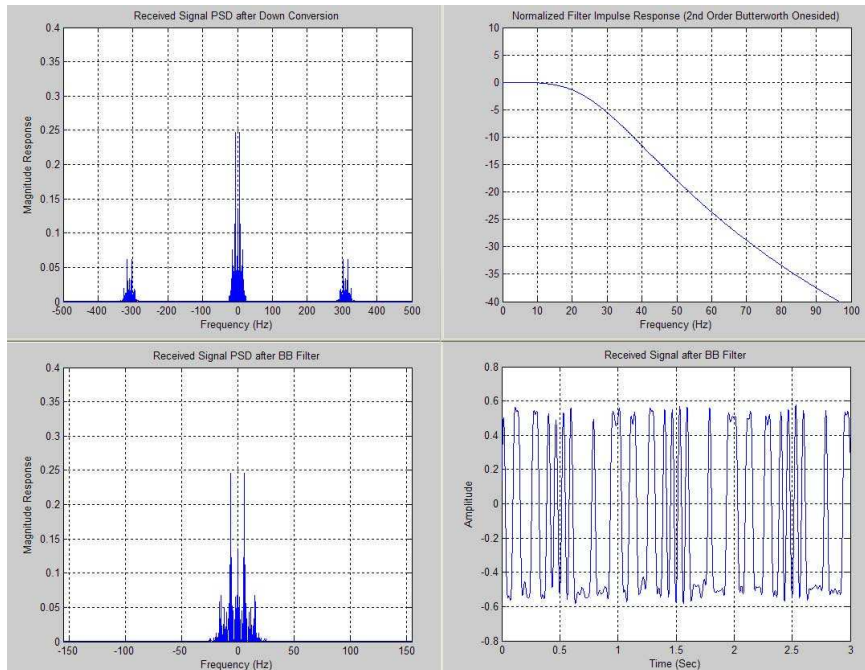 Received Signal PSD after Down Conversion
0.4
0.35
0.3
0.25
0.2
0.15
0.1
0.05
0
Magnitude Response
-500 -400 -300 -200 -100 0 100 200 300 400 500
Frequency (Hz)
Normalized Filter Impulse Response (2nd Order Butterworth Onesided)
10
5
0
-5
-10
-15
-20
-25
-30
-35
-40
0 10 20 30 40 50 60 70 80 90 100
Frequency (Hz)
Received Signal PSD after BB Filter
0.4
0.35
0.3
0.25
0.2
0.15
0.1
0.05
0
Magnitude Response
-150 -100 -50 0 50 100 150
Frequency (Hz)
Received Signal after BB Filter
0.8
0.6
0.4
0.2
0
-0.2
-0.4
-0.6
-0.8
Amplitude
0 0.5 1 1.5 2 2.5 3
Time (Sec)